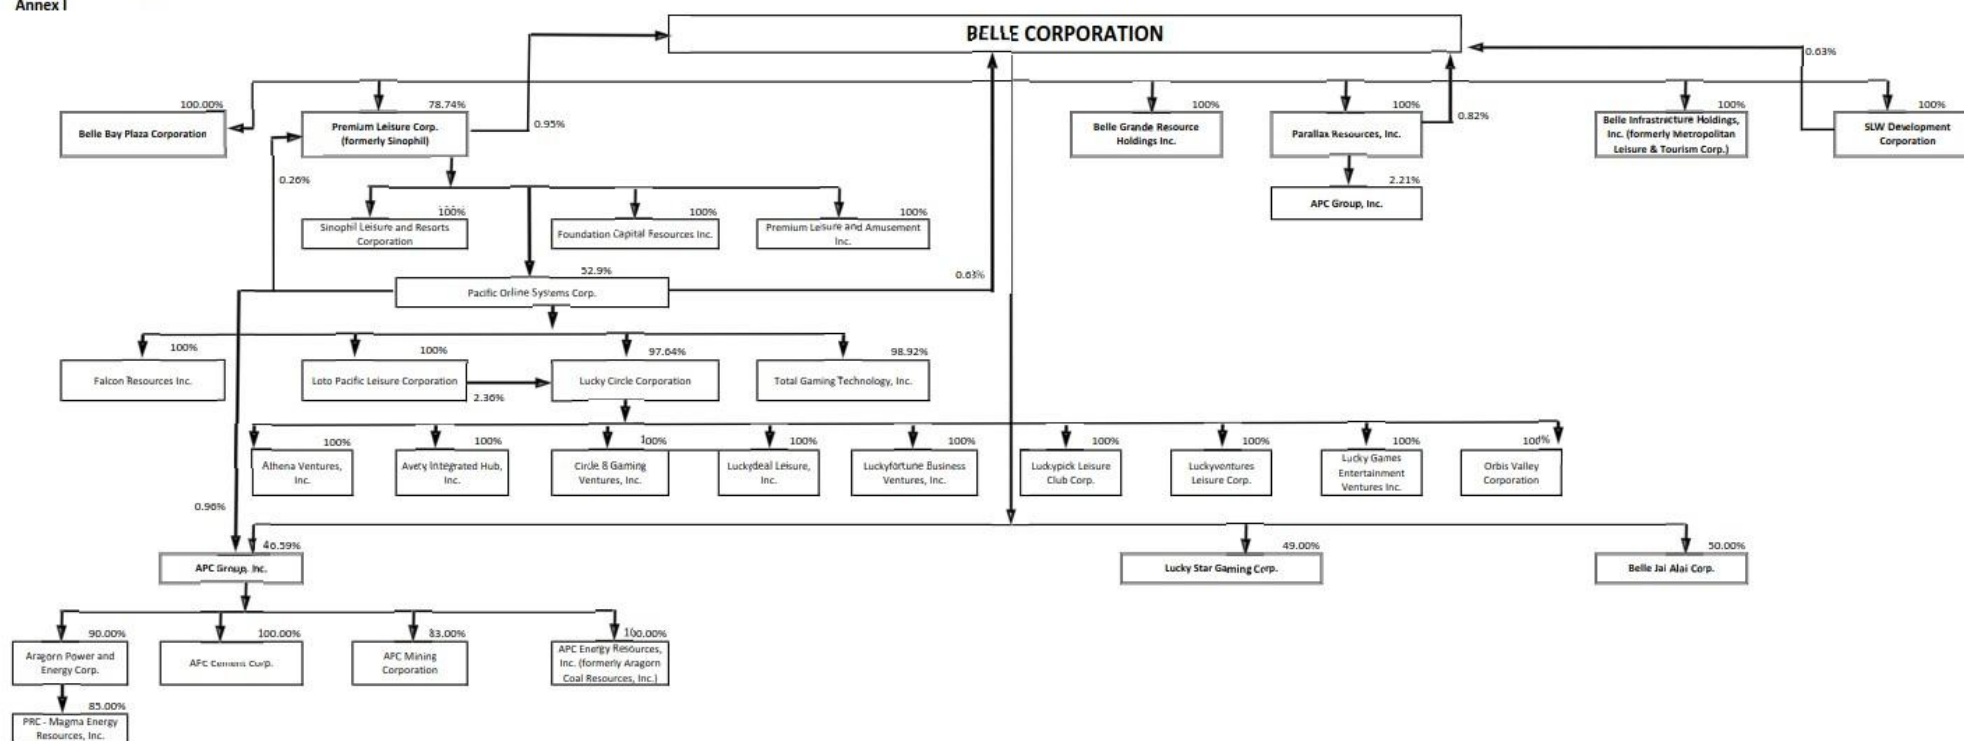 Annex I
BELLE CORPORATION
0.63%
100.00%
78.74%
100%
100%
100%
100%
Belle Bay Plaza Corporation
Premium Leisure Corp.
(formerly Sinophil)
0.95%
Belle Grande Resource
Holdings Inc.
Parallax Resources, Inc.
0.82%
Belle Infrastructure Holdings,
Inc. (formerly Metropolitan
Leisure & Tourism Corp.)
SLW Development
Corporation
0.26%
2.21%
APC Group, Inc.
100%
100%
100%
Sinophil Leisure and Resorts
Corporation
Foundation Capital Resources Inc.
Premium Leisure and Amusement
Inc.
52.9%
0.63%
Pacific Online Systems Corp.
100%
100%
97.64%
98.92%
Falcon Resources Inc.
Loto Pacific Leisure Corporation
Lucky Circle Corporation
Total Gaming Technology, Inc.
2.36%
100%
100%
100%
100%
100%
100%
100%
100%
100%
Athena Ventures,
Inc.
Avery Integrated Hub,
Inc.
Circle 8 Gaming
Ventures, Inc.
Luckydeal Leisure,
Inc.
Luckyfortune Business
Ventures, Inc.
Luckypick Leisure
Club Corp.
Luckyventures
Leisure Corp.
Lucky Games
Entertainment
Ventures Inc.
Orbis Valley
Corporation
0.96%
46.59%
49.00%
50.00%
APC Group, Inc.
Lucky Star Gaming Corp.
Belle Jai Alai Corp.
90.00%
100.00%
83.00%
100.00%
Aragorn Power and
Energy Corp.
APC Cement Corp.
APC Mining
Corporation
APC Energy Resources,
Inc. (formerly Aragorn
Coal Resources, Inc.)
85.00%
PRC - Magma Energy
Resources, Inc.